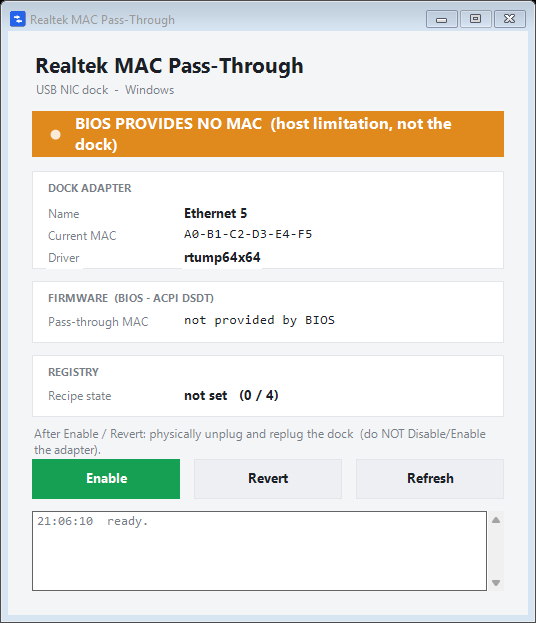 Realtek MAC Pass-Through
Realtek MAC Pass-Through
USB NIC dock - Windows
BIOS PROVIDES NO MAC (host limitation, not the
dock)
DOCK ADAPTER
Name Ethernet 5
Current MAC A0-B1-C2-D3-E4-F5
Driver rtump64x64
FIRMWARE (BIOS - ACPI DSDT)
Pass-through MAC not provided by BIOS
REGISTRY
Recipe state not set (0 / 4)
After Enable / Revert: physically unplug and replug the dock (do NOT Disable/Enable
the adapter).
Enable Revert Refresh
21:06:10 ready.